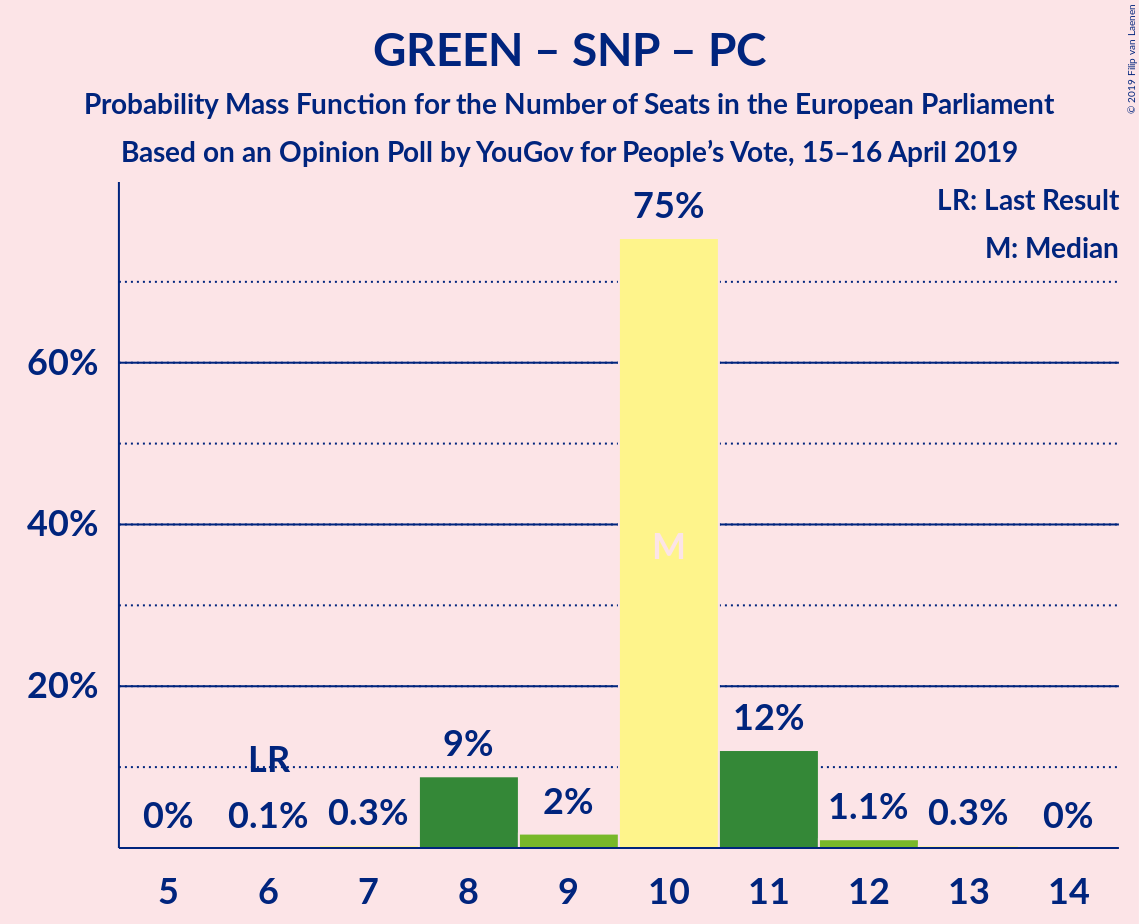 GREEN – SNP – PC
Probability Mass Function for the Number of Seats in the European Parliament
Based on an Opinion Poll by YouGov for People’s Vote, 15–16 April 2019
© 2019 Filip van Laenen
LR: Last Result
M: Median
75%
60%
40%
20%
M
12%
9%
LR
2%
1.1%
0%
0.1%
0.3%
0.3%
0%
5 6 7 8 9 10 11 12 13 14